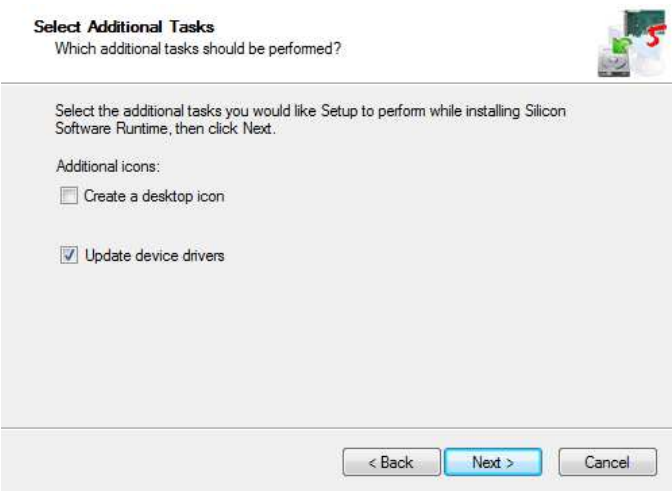 Select Additional Tasks
Which additional tasks should be performed?
5
Select the additional tasks you would like Setup to perform while installing Silicon
Software Runtime, then click Next.
Additional icons:
Create a desktop icon
Update device drivers
< Back
Next >
Cancel